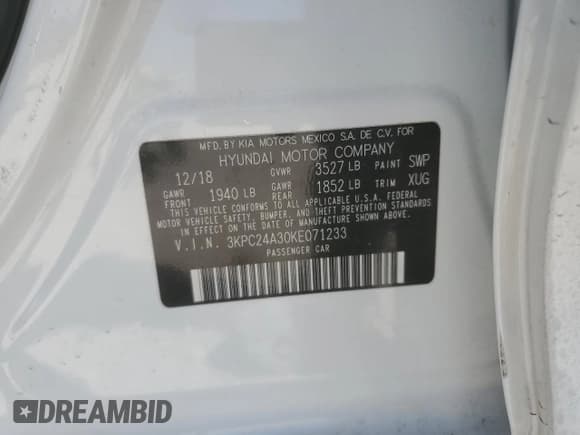 MFD. BY KIA MOTORS MEXICO S.A. DE C.V. FOR
HYUNDAI MOTOR COMPANY
12/18 GVWR 3527 LB PAINT SWP
GAWR FRONT 1940 LB GAWR REAR 1852 LB TRIM XUG
THIS VEHICLE CONFORMS TO ALL APPLICABLE U.S.A. FEDERAL
MOTOR VEHICLE SAFETY, BUMPER, AND THEFT PREVENTION STANDARDS
IN EFFECT ON THE DATE OF MANUFACTURE SHOWN ABOVE.
V.I.N. 3KPC24A30KE071233
PASSENGER CAR
DREAMBID